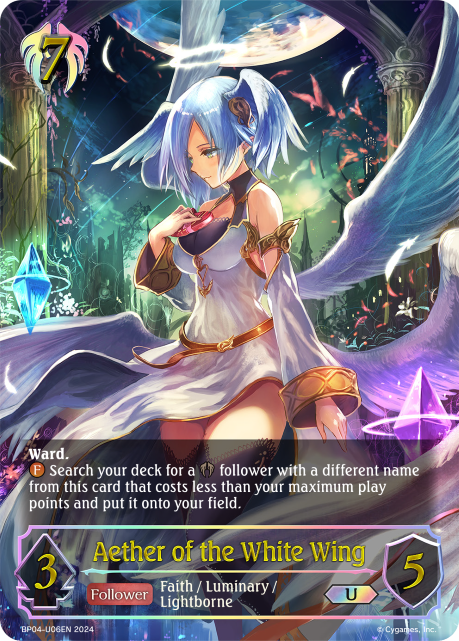 7
Ward.
F Search your deck for a follower with a different name
from this card that costs less than your maximum play
points and put it onto your field.
Aether of the White Wing
3
5
Follower
Faith / Luminary /
Lightborne
U
BP04-U06EN 2024
© Cygames, Inc.